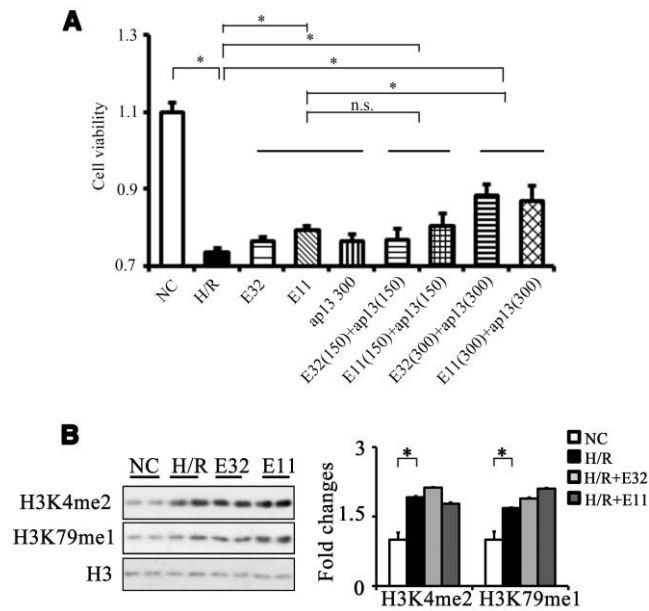 A
*
*
*
*
*
n.s.
1.3
1.1
0.9
0.7
Cell viability
NC
H/R
E32
E11
ap13 300
E32(150)+ap13(150)
E11(150)+ap13(150)
E32(300)+ap13(300)
E11(300)+ap13(300)
B
NC H/R E32 E11
H3K4me2
H3K79me1
H3
Fold changes
3
1.5
0
*
*
H3K4me2 H3K79me1
NC
H/R
H/R+E32
H/R+E11